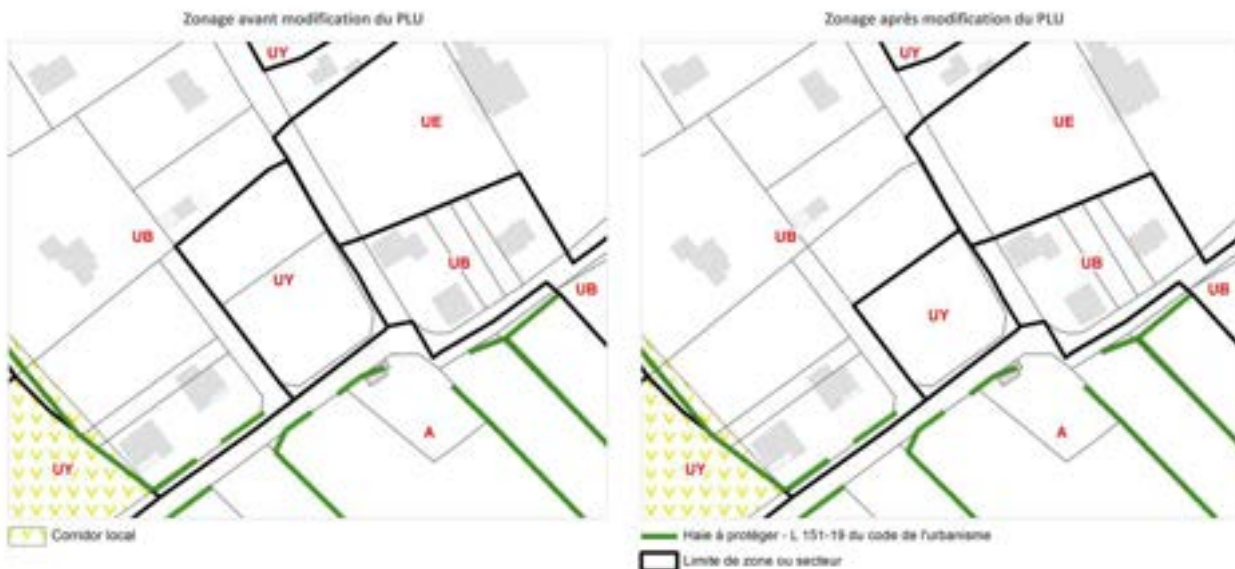 Zonage avant modification du PLU
UY
UE
UB
UY
UB
UB
A
UY
Corridor local
Zonage après modification du PLU
UY
UE
UB
UB
UB
UY
A
UY
Haie à protéger - L 151-19 du code de l'urbanisme
Limite de zone ou secteur